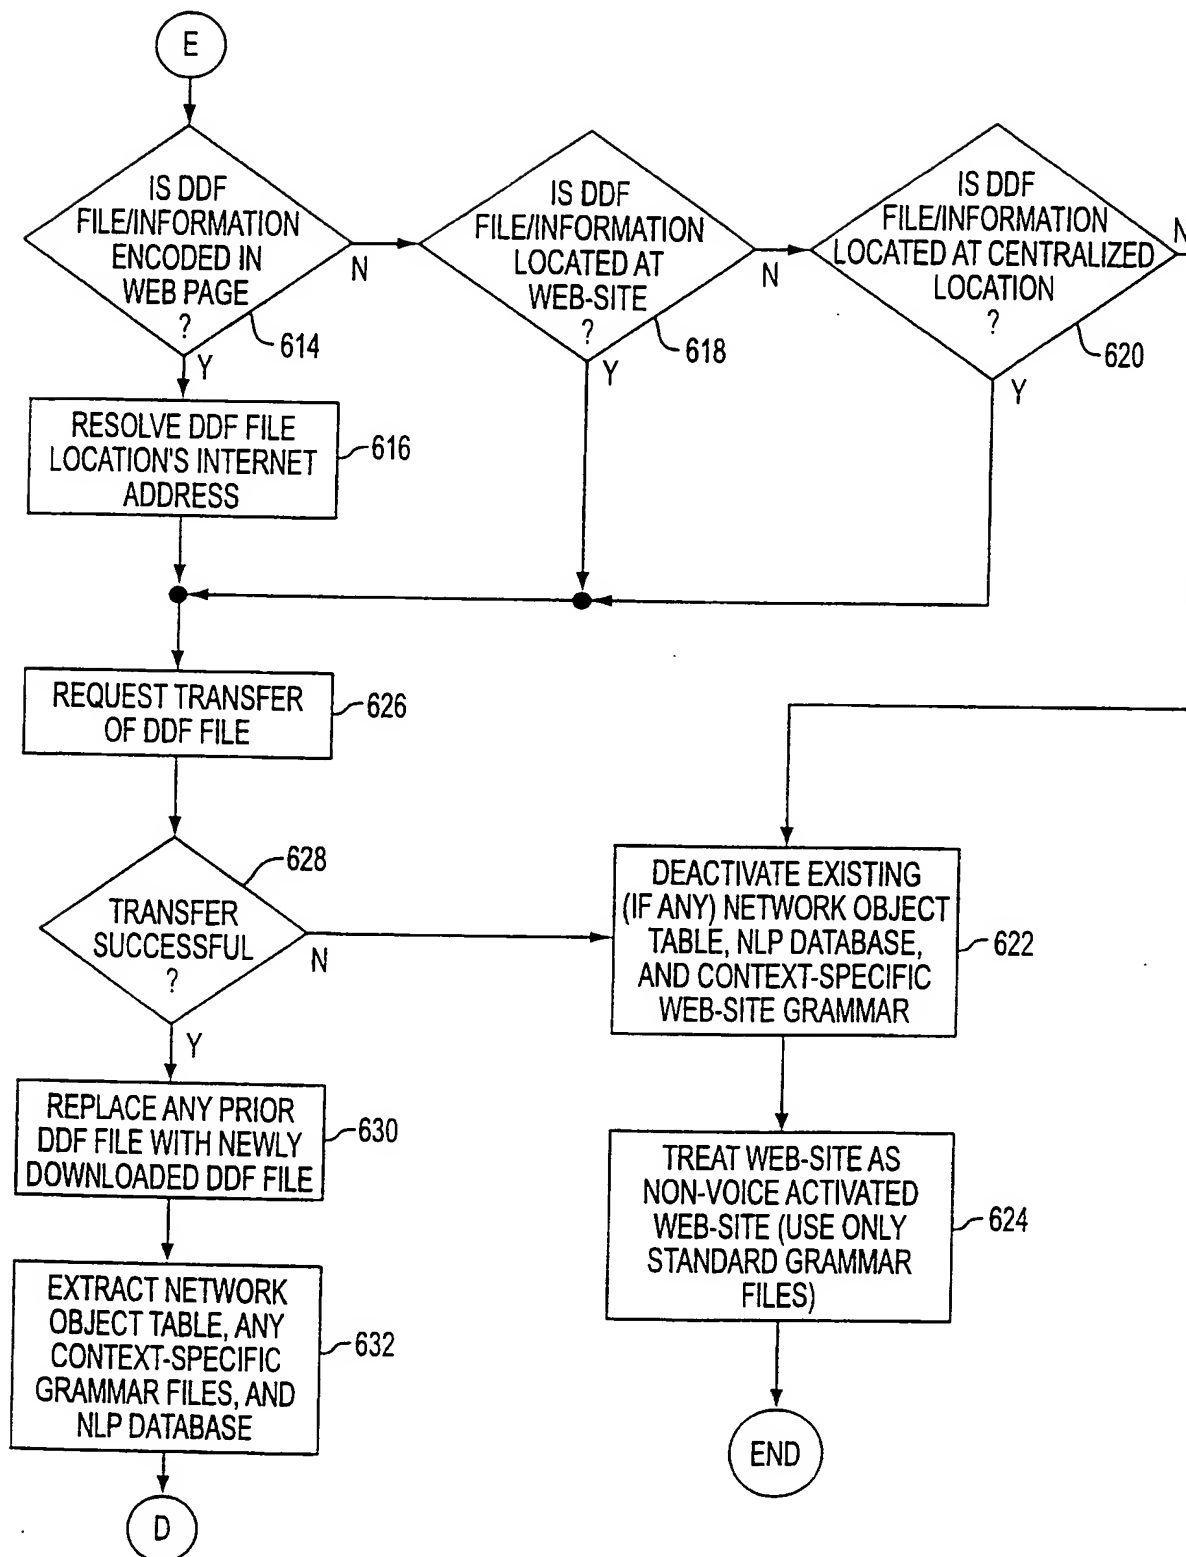 E
IS DDF
FILE/INFORMATION
ENCODED IN
WEB PAGE
?
614
N
Y
IS DDF
FILE/INFORMATION
LOCATED AT
WEB-SITE
?
618
N
Y
IS DDF
FILE/INFORMATION
LOCATED AT CENTRALIZED
LOCATION
?
620
N
Y
RESOLVE DDF FILE
LOCATION'S INTERNET
ADDRESS
616
REQUEST TRANSFER
OF DDF FILE
626
TRANSFER
SUCCESSFUL
?
628
N
Y
DEACTIVATE EXISTING
(IF ANY) NETWORK OBJECT
TABLE, NLP DATABASE,
AND CONTEXT-SPECIFIC
WEB-SITE GRAMMAR
622
REPLACE ANY PRIOR
DDF FILE WITH NEWLY
DOWNLOADED DDF FILE
630
TREAT WEB-SITE AS
NON-VOICE ACTIVATED
WEB-SITE (USE ONLY
STANDARD GRAMMAR
FILES)
624
EXTRACT NETWORK
OBJECT TABLE, ANY
CONTEXT-SPECIFIC
GRAMMAR FILES, AND
NLP DATABASE
632
END
D